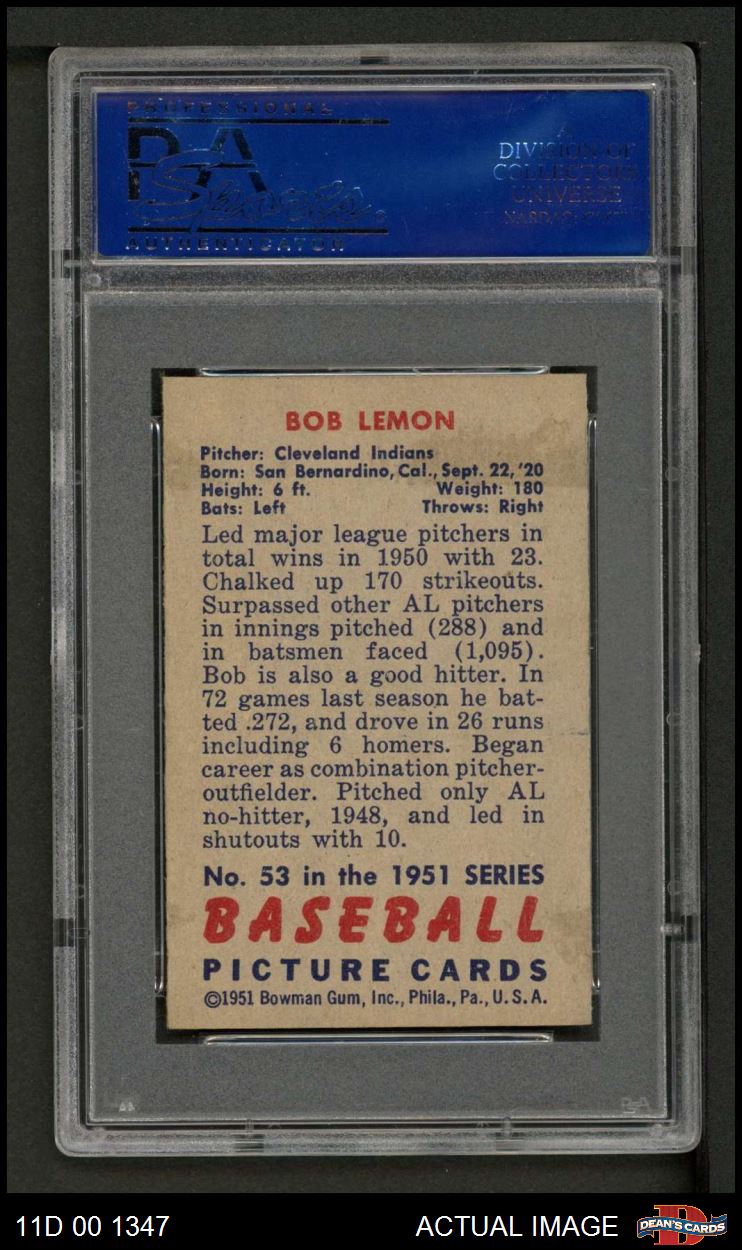 PROFESSIONAL
PSA
AUTHENTICATOR
A
DIVISION OF
COLLECTORS
UNIVERSE
BOB LEMON
Pitcher: Cleveland Indians
Born: San Bernardino, Cal., Sept. 22, '20
Height: 6 ft. Weight: 180
Bats: Left Throws: Right
Led major league pitchers in
total wins in 1950 with 23.
Chalked up 170 strikeouts.
Surpassed other AL pitchers
in innings pitched (288) and
in batsmen faced (1,095).
Bob is also a good hitter. In
72 games last season he bat-
ted .272, and drove in 26 runs
including 6 homers. Began
career as combination pitcher-
outfielder. Pitched only AL
no-hitter, 1948, and led in
shutouts with 10.
No. 53 in the 1951 SERIES
BASEBALL
PICTURE CARDS
©1951 Bowman Gum, Inc., Phila., Pa., U.S.A.
11D 00 1347 ACTUAL IMAGE
DEAN'S CARDS